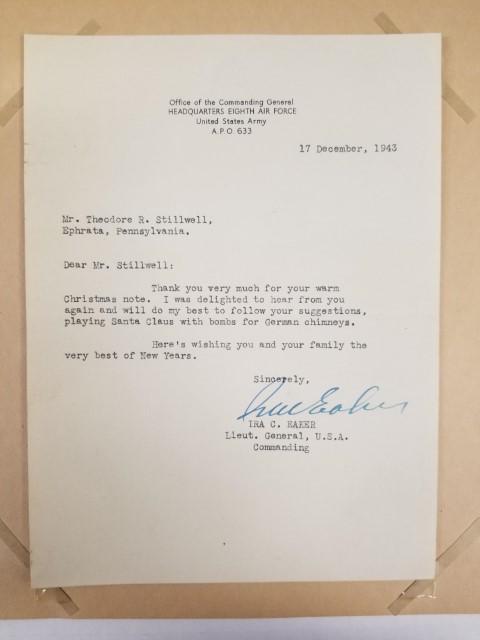 Office of the Commanding General
HEADQUARTERS EIGHTH AIR FORCE
United States Army
A.P.O. 633
17 December, 1943
Mr. Theodore R. Stillwell,
Ephrata, Pennsylvania.
Dear Mr. Stillwell:
Thank you very much for your warm
Christmas note. I was delighted to hear from you
again and will do my best to follow your suggestions,
playing Santa Claus with bombs for German chimneys.
Here's wishing you and your family the
very best of New Years.
Sincerely,
Ira C Eaker
IRA C. EAKER
Lieut. General, U.S.A.
Commanding